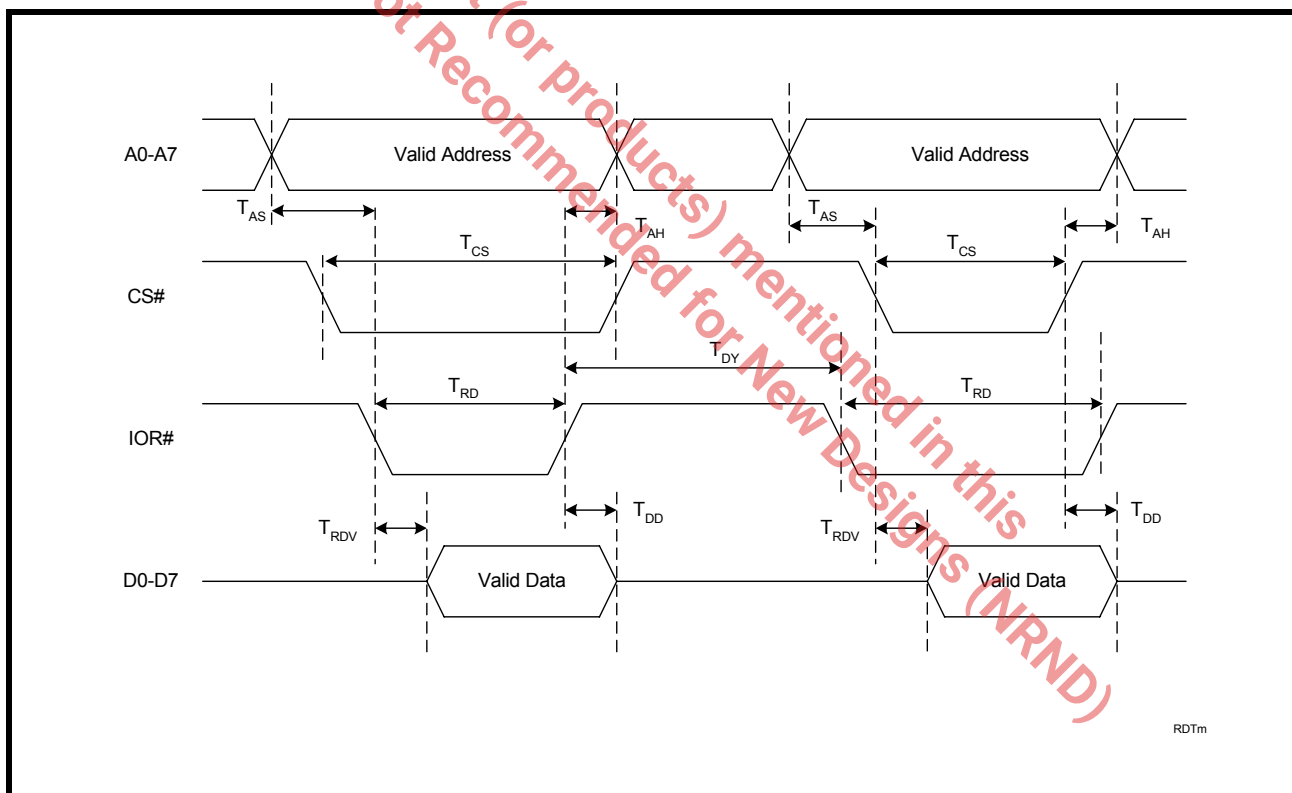 t (or products) mentioned in this
ot Recommended for New Designs (NRND)
A0-A7
Valid Address
Valid Address
TAS
TAH
TAS
TAH
TCS
TCS
CS#
TDY
TRD
TRD
IOR#
TRDV
TDD
TRDV
TDD
D0-D7
Valid Data
Valid Data
RDTm